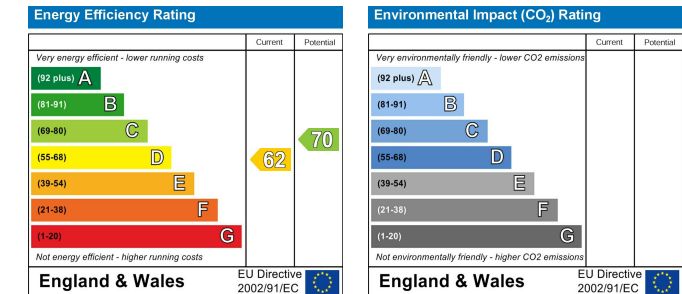 Energy Efficiency Rating
Current Potential
Very energy efficient - lower running costs
(92 plus) A
(81-91) B
(69-80) C
(55-68) D
(39-54) E
(21-38) F
(1-20) G
62
70
Not energy efficient - higher running costs
England & Wales
EU Directive
2002/91/EC
Environmental Impact (CO₂) Rating
Current Potential
Very environmentally friendly - lower CO2 emissions
(92 plus) A
(81-91) B
(69-80) C
(55-68) D
(39-54) E
(21-38) F
(1-20) G
Not environmentally friendly - higher CO2 emissions
England & Wales
EU Directive
2002/91/EC